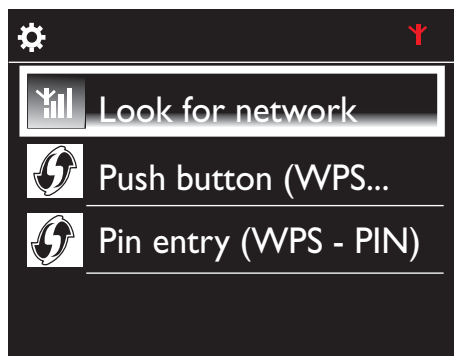 Look for network
Push button (WPS...
Pin entry (WPS - PIN)